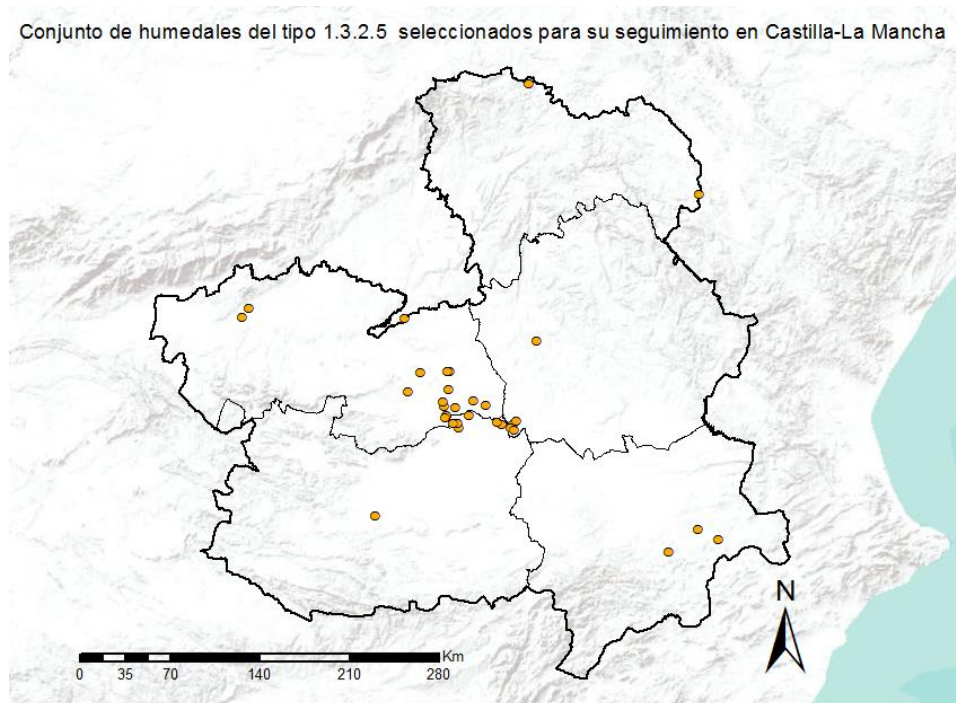 Conjunto de humedales del tipo 1.3.2.5 seleccionados para su seguimiento en Castilla-La Mancha
N
Km
0 35 70 140 210 280